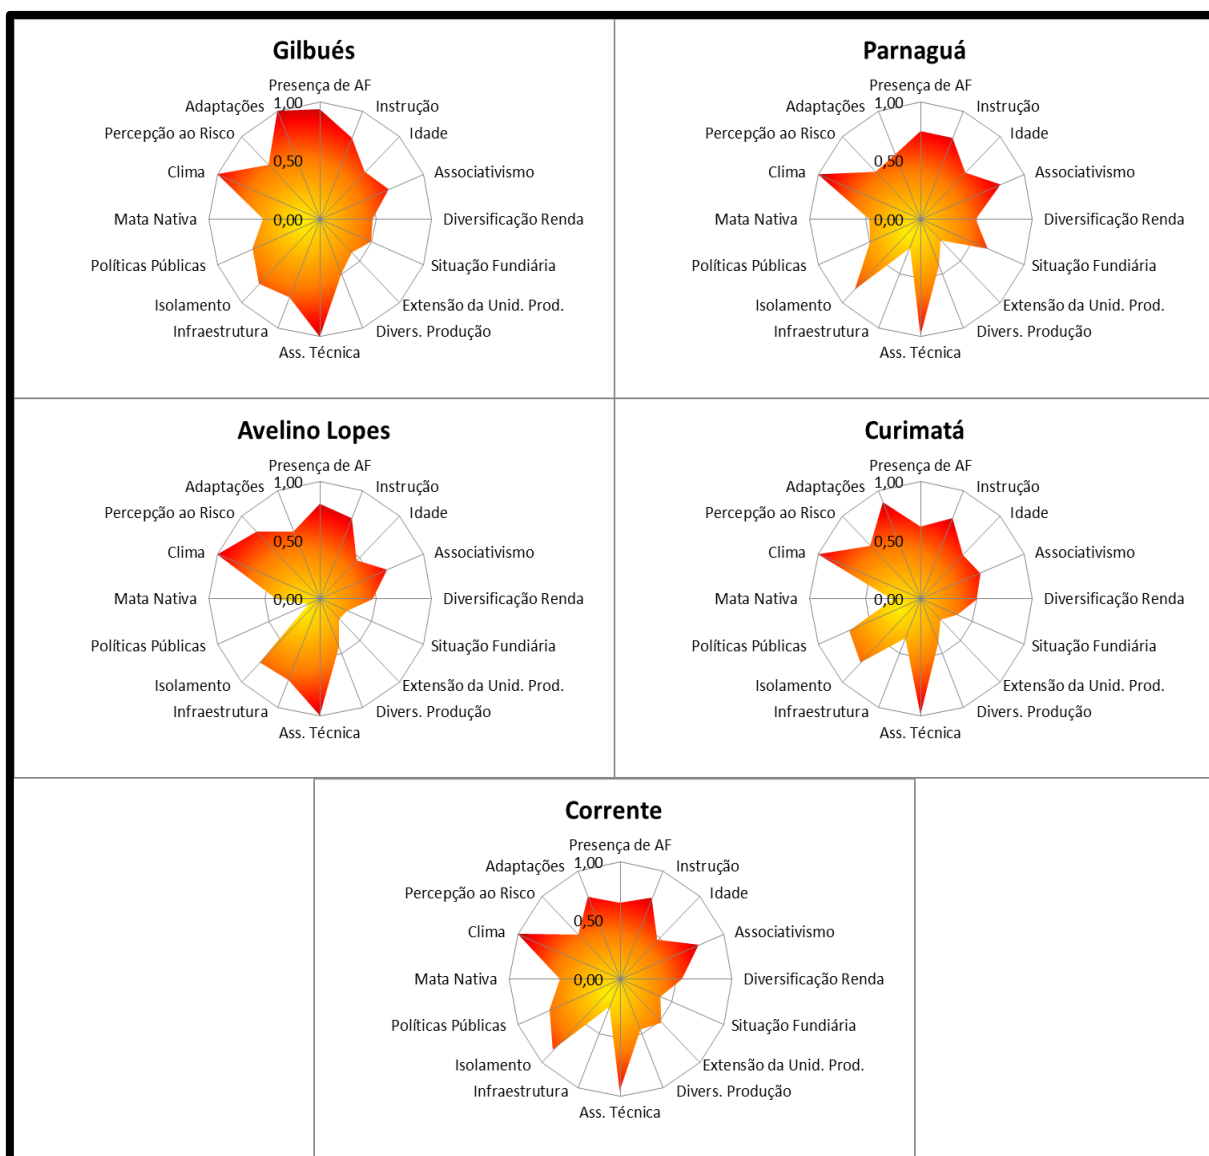 Gilbués
Presença de AF
1,00
Instrução
Idade
Associativismo
Diversificação Renda
Situação Fundiária
Extensão da Unid. Prod.
Divers. Produção
Ass. Técnica
Infraestrutura
Isolamento
Políticas Públicas
Mata Nativa
Clima
Percepção ao Risco
Adaptações
0,50
0,00
Parnaguá
Presença de AF
1,00
Instrução
Idade
Associativismo
Diversificação Renda
Situação Fundiária
Extensão da Unid. Prod.
Divers. Produção
Ass. Técnica
Infraestrutura
Isolamento
Políticas Públicas
Mata Nativa
Clima
Percepção ao Risco
Adaptações
0,50
0,00
Avelino Lopes
Presença de AF
1,00
Instrução
Idade
Associativismo
Diversificação Renda
Situação Fundiária
Extensão da Unid. Prod.
Divers. Produção
Ass. Técnica
Infraestrutura
Isolamento
Políticas Públicas
Mata Nativa
Clima
Percepção ao Risco
Adaptações
0,50
0,00
Curimatá
Presença de AF
1,00
Instrução
Idade
Associativismo
Diversificação Renda
Situação Fundiária
Extensão da Unid. Prod.
Divers. Produção
Ass. Técnica
Infraestrutura
Isolamento
Políticas Públicas
Mata Nativa
Clima
Percepção ao Risco
Adaptações
0,50
0,00
Corrente
Presença de AF
1,00
Instrução
Idade
Associativismo
Diversificação Renda
Situação Fundiária
Extensão da Unid. Prod.
Divers. Produção
Ass. Técnica
Infraestrutura
Isolamento
Políticas Públicas
Mata Nativa
Clima
Percepção ao Risco
Adaptações
0,50
0,00